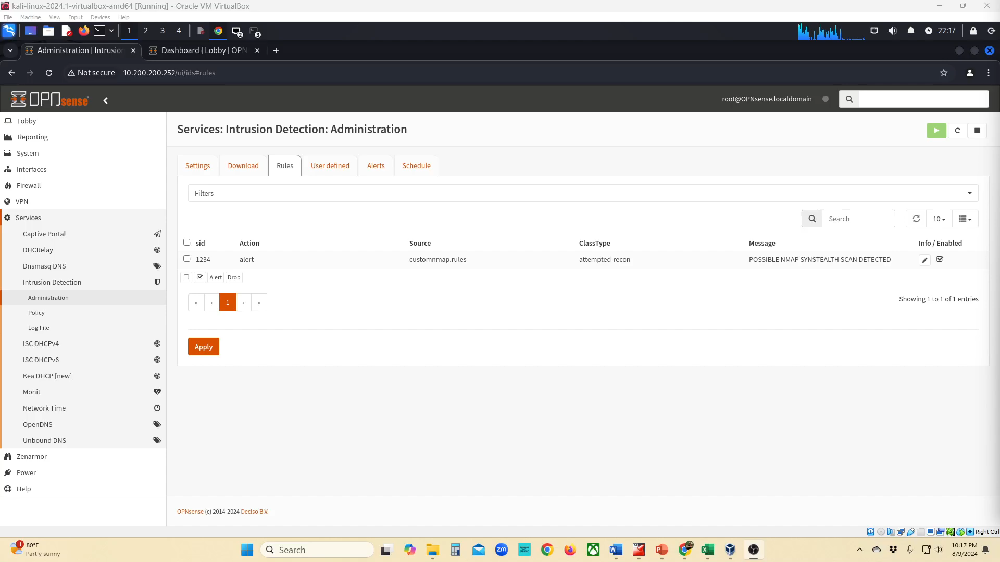 kali-linux-2024.1-virtualbox-amd64 [Running] - Oracle VM VirtualBox
File Machine View Input Devices Help
1 2 3 4 2 3 22:17
Administration | Intrusion Dashboard | Lobby | OPN
Not secure 10.200.200.252/ui/ids#rules
OPNsense root@OPNsense.localdomain
Lobby
Reporting
System
Interfaces
Firewall
VPN
Services
Captive Portal
DHCRelay
Dnsmasq DNS
Intrusion Detection
Administration
Policy
Log File
ISC DHCPv4
ISC DHCPv6
Kea DHCP [new]
Monit
Network Time
OpenDNS
Unbound DNS
Zenarmor
Power
Help
Services: Intrusion Detection: Administration
Settings Download Rules User defined Alerts Schedule
Filters
Search 10
sid Action Source ClassType Message Info / Enabled
1234 alert customnmap.rules attempted-recon POSSIBLE NMAP SYNSTEALTH SCAN DETECTED
Alert Drop
« ‹ 1 › »
Showing 1 to 1 of 1 entries
Apply
OPNsense (c) 2014-2024 Deciso B.V.
Right Ctrl
1 80°F
Partly sunny
Search
zm
10:17 PM
8/9/2024